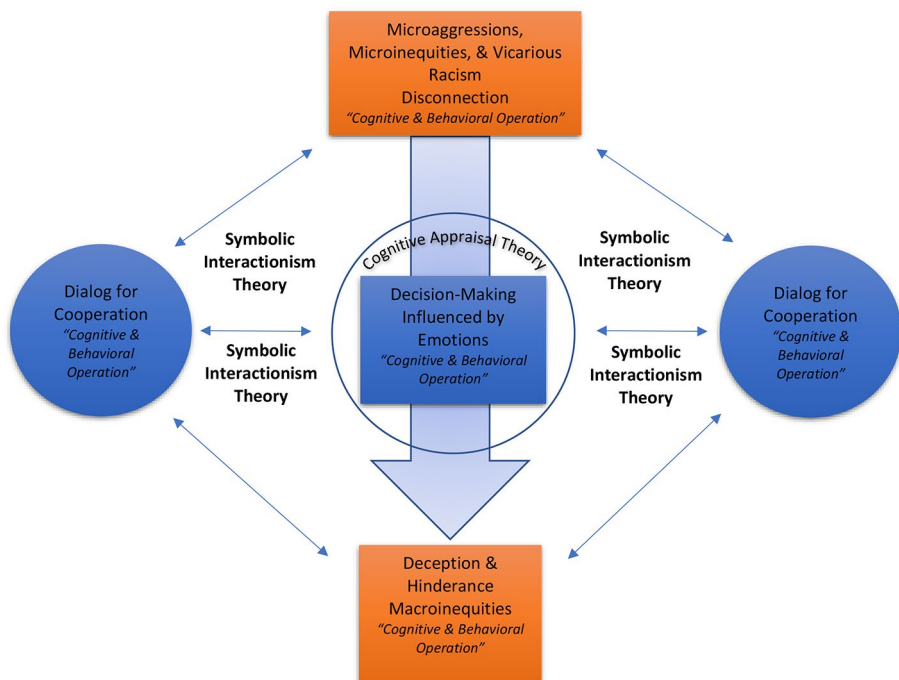 Microaggressions,
Microinequities, & Vicarious
Racism
Disconnection
“Cognitive & Behavioral Operation”
Symbolic
Interactionism
Theory
Cognitive Appraisal Theory
Symbolic
Interactionism
Theory
Dialog for
Cooperation
“Cognitive &
Behavioral
Operation”
Decision-Making
Influenced by
Emotions
“Cognitive & Behavioral
Operation”
Dialog for
Cooperation
“Cognitive &
Behavioral
Operation”
Symbolic
Interactionism
Theory
Symbolic
Interactionism
Theory
Deception &
Hinderance
Macroinequities
“Cognitive & Behavioral
Operation”